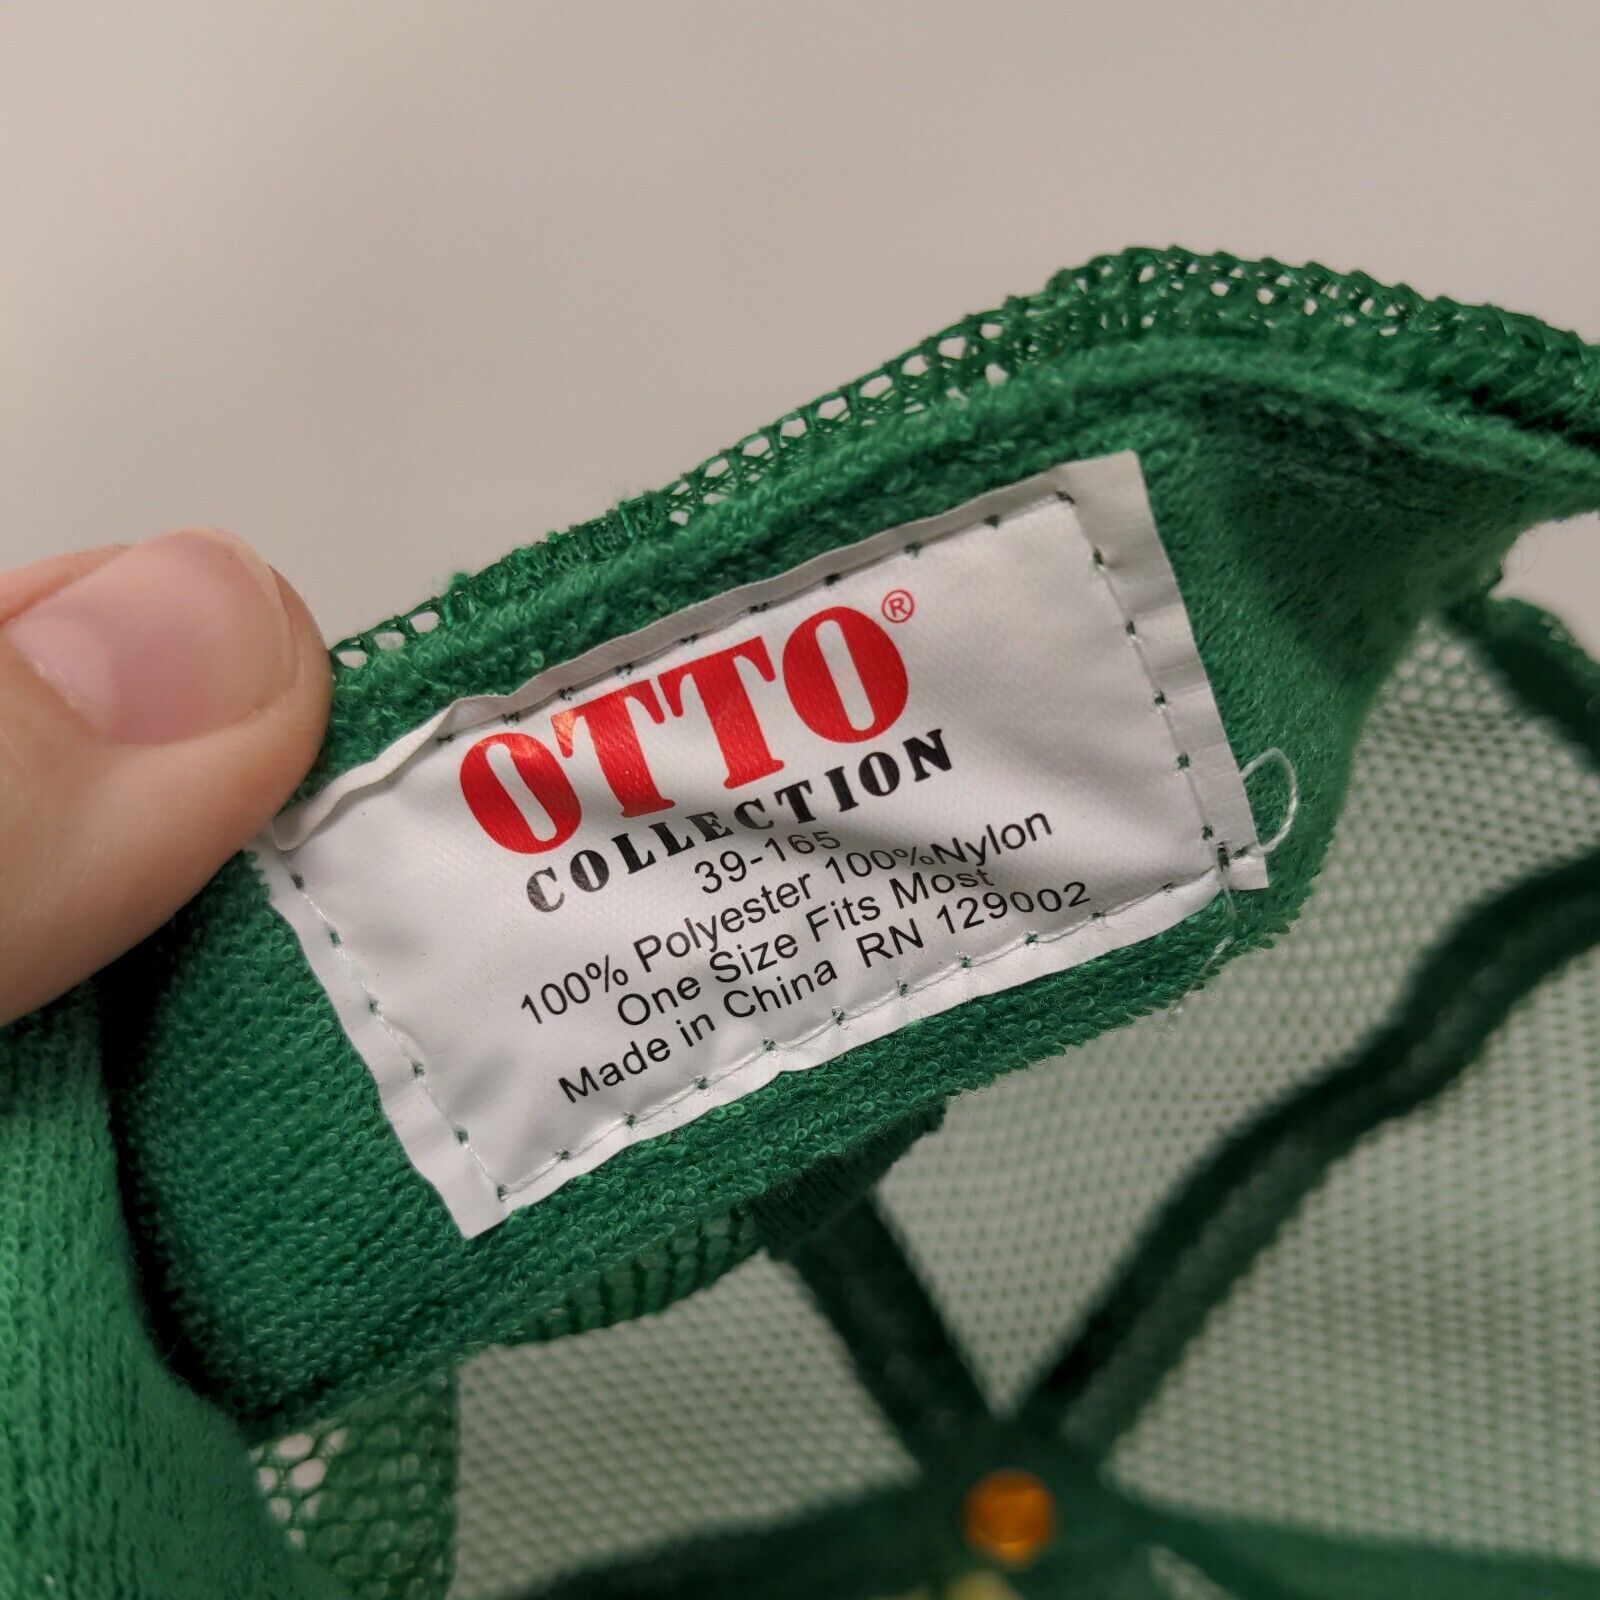 OTTO®
COLLECTION
39-165
100% Polyester 100%Nylon
One Size Fits Most
Made in China RN 129002